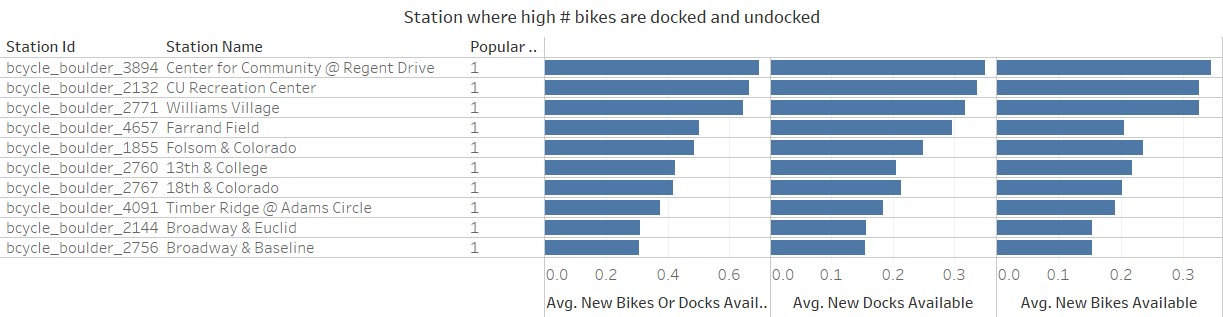 Station where high # bikes are docked and undocked
Station Id Station Name Popular ..
bcycle_boulder_3894 Center for Community @ Regent Drive 1
bcycle_boulder_2132 CU Recreation Center 1
bcycle_boulder_2771 Williams Village 1
bcycle_boulder_4657 Farrand Field 1
bcycle_boulder_1855 Folsom & Colorado 1
bcycle_boulder_2760 13th & College 1
bcycle_boulder_2767 18th & Colorado 1
bcycle_boulder_4091 Timber Ridge @ Adams Circle 1
bcycle_boulder_2144 Broadway & Euclid 1
bcycle_boulder_2756 Broadway & Baseline 1
0.0 0.2 0.4 0.6 0.0 0.1 0.2 0.3 0.0 0.1 0.2 0.3
Avg. New Bikes Or Docks Avail.. Avg. New Docks Available Avg. New Bikes Available